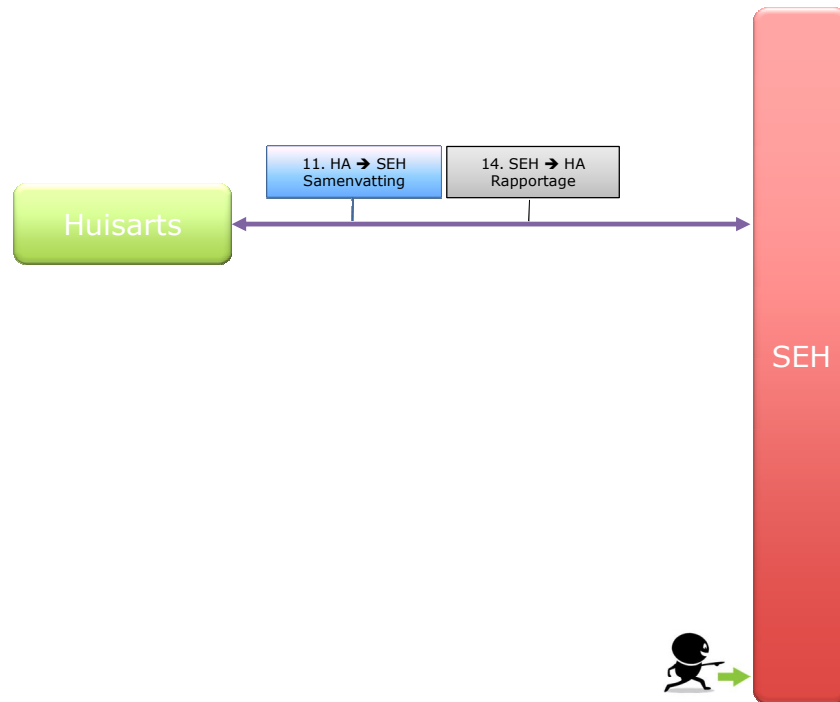 11. HA ➔ SEH
Samenvatting
14. SEH ➔ HA
Rapportage
Huisarts
SEH